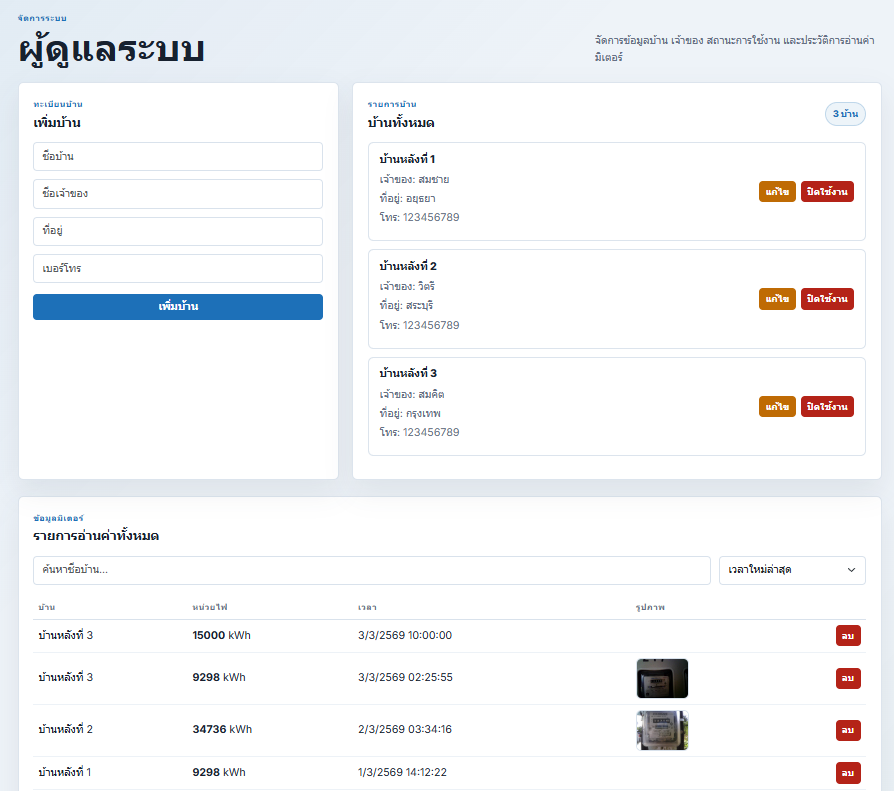 จัดการระบบ
ผู้ดูแลระบบ
จัดการข้อมูลบ้าน เจ้าของ สถานะการใช้งาน และประวัติการอ่านค่า
มิเตอร์
ทะเบียนบ้าน
เพิ่มบ้าน
ชื่อบ้าน
ชื่อเจ้าของ
ที่อยู่
เบอร์โทร
เพิ่มบ้าน
รายการบ้าน
บ้านทั้งหมด
3 บ้าน
บ้านหลังที่ 1
เจ้าของ: สมชาย
ที่อยู่: อยุธยา
โทร: 123456789
แก้ไข ปิดใช้งาน
บ้านหลังที่ 2
เจ้าของ: วิตรี
ที่อยู่: สระบุรี
โทร: 123456789
แก้ไข ปิดใช้งาน
บ้านหลังที่ 3
เจ้าของ: สมคิด
ที่อยู่: กรุงเทพ
โทร: 123456789
แก้ไข ปิดใช้งาน
ข้อมูลมิเตอร์
รายการอ่านค่าทั้งหมด
ค้นหาชื่อบ้าน...
เวลาใหม่ล่าสุด
บ้าน หน่วยไฟ เวลา รูปภาพ
บ้านหลังที่ 3 15000 kWh 3/3/2569 10:00:00 ลบ
บ้านหลังที่ 3 9298 kWh 3/3/2569 02:25:55 ลบ
บ้านหลังที่ 2 34736 kWh 2/3/2569 03:34:16 ลบ
บ้านหลังที่ 1 9298 kWh 1/3/2569 14:12:22 ลบ